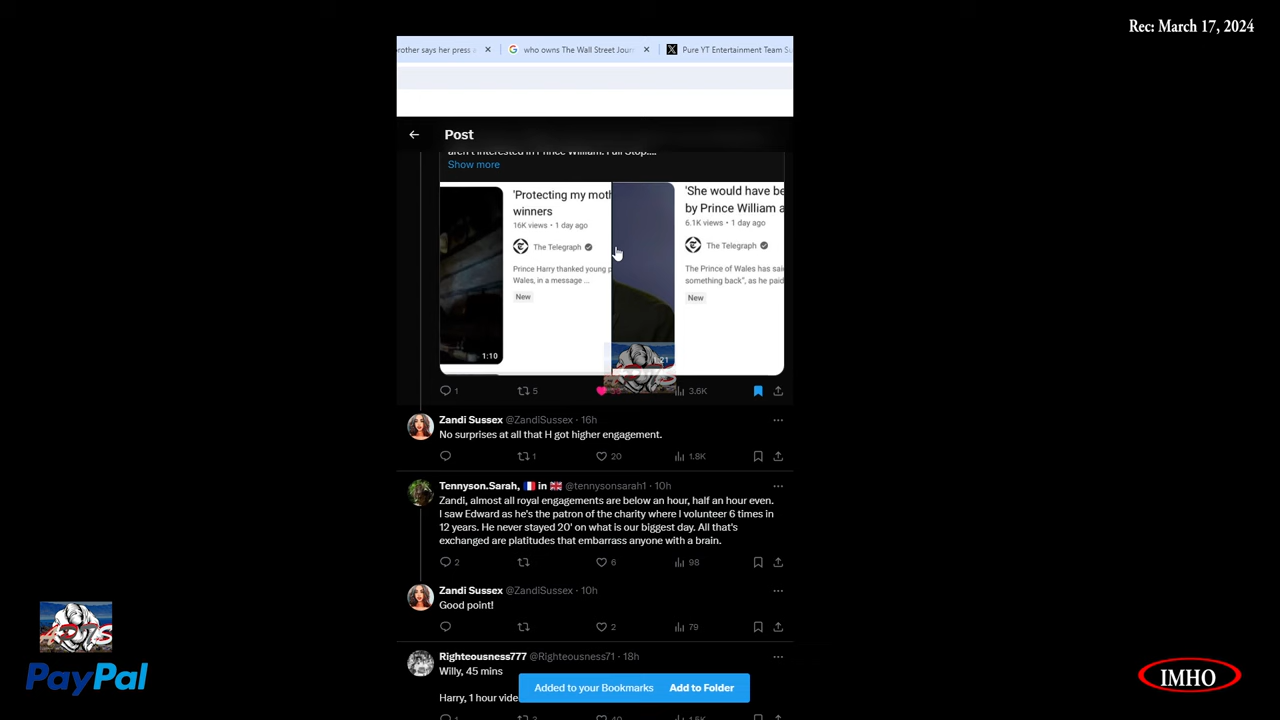 Rec: March 17, 2024
brother says her press
who owns The Wall Street Jour
Pure YT Entertainment Team S
Post
aren't interested in Prince William. Full Stop....
Show more
'Protecting my moth
winners
16K views • 1 day ago
The Telegraph
Prince Harry thanked young p
Wales, in a message ...
New
1:10
'She would have be
by Prince William a
6.1K views • 1 day ago
The Telegraph
The Prince of Wales has sai
something back", as he paid
New
:21
1
5
3.6K
Zandi Sussex @ZandiSussex · 16h
No surprises at all that H got higher engagement.
1
20
1.8K
Tennyson.Sarah, in @tennysonsarah1 · 10h
Zandi, almost all royal engagements are below an hour, half an hour even.
I saw Edward as he's the patron of the charity where I volunteer 6 times in
12 years. He never stayed 20' on what is our biggest day. All that's
exchanged are platitudes that embarrass anyone with a brain.
2
6
98
Zandi Sussex @ZandiSussex · 10h
Good point!
2
79
Righteousness777 @Righteousness71 · 18h
Willy, 45 mins
Harry, 1 hour vide
Added to your Bookmarks Add to Folder
1
3
40
1.5K
PayPal
IMHO